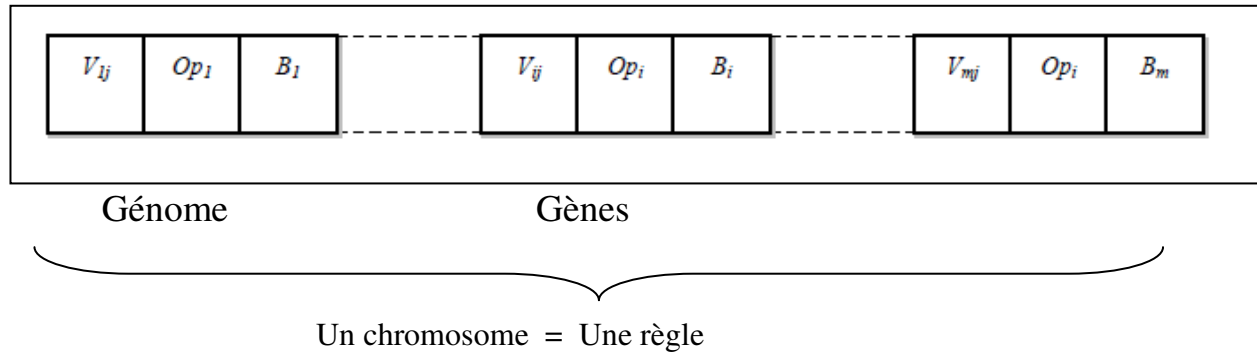 V1j Op1 B1 Vij Opi Bi Vmj Opi Bm
Génome Gènes
Un chromosome = Une règle